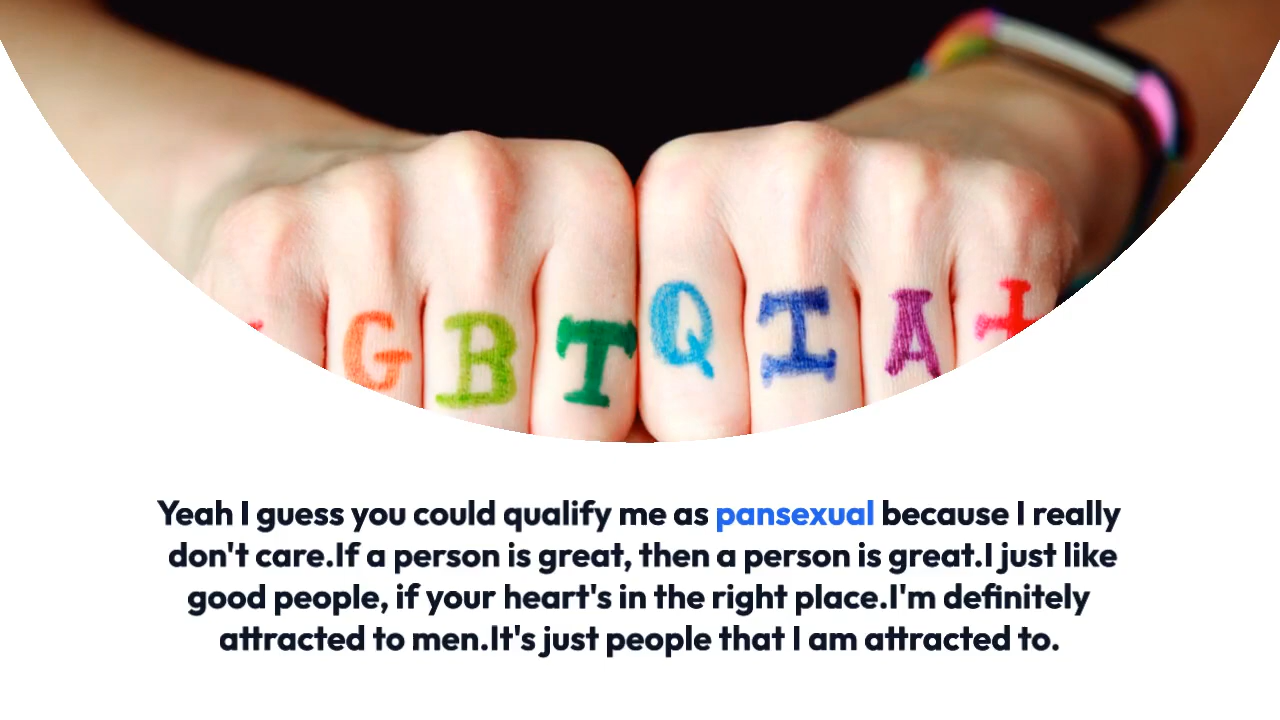 GBTQIA+
Yeah I guess you could qualify me as pansexual because I really
don't care.If a person is great, then a person is great.I just like
good people, if your heart's in the right place.I'm definitely
attracted to men.It's just people that I am attracted to.